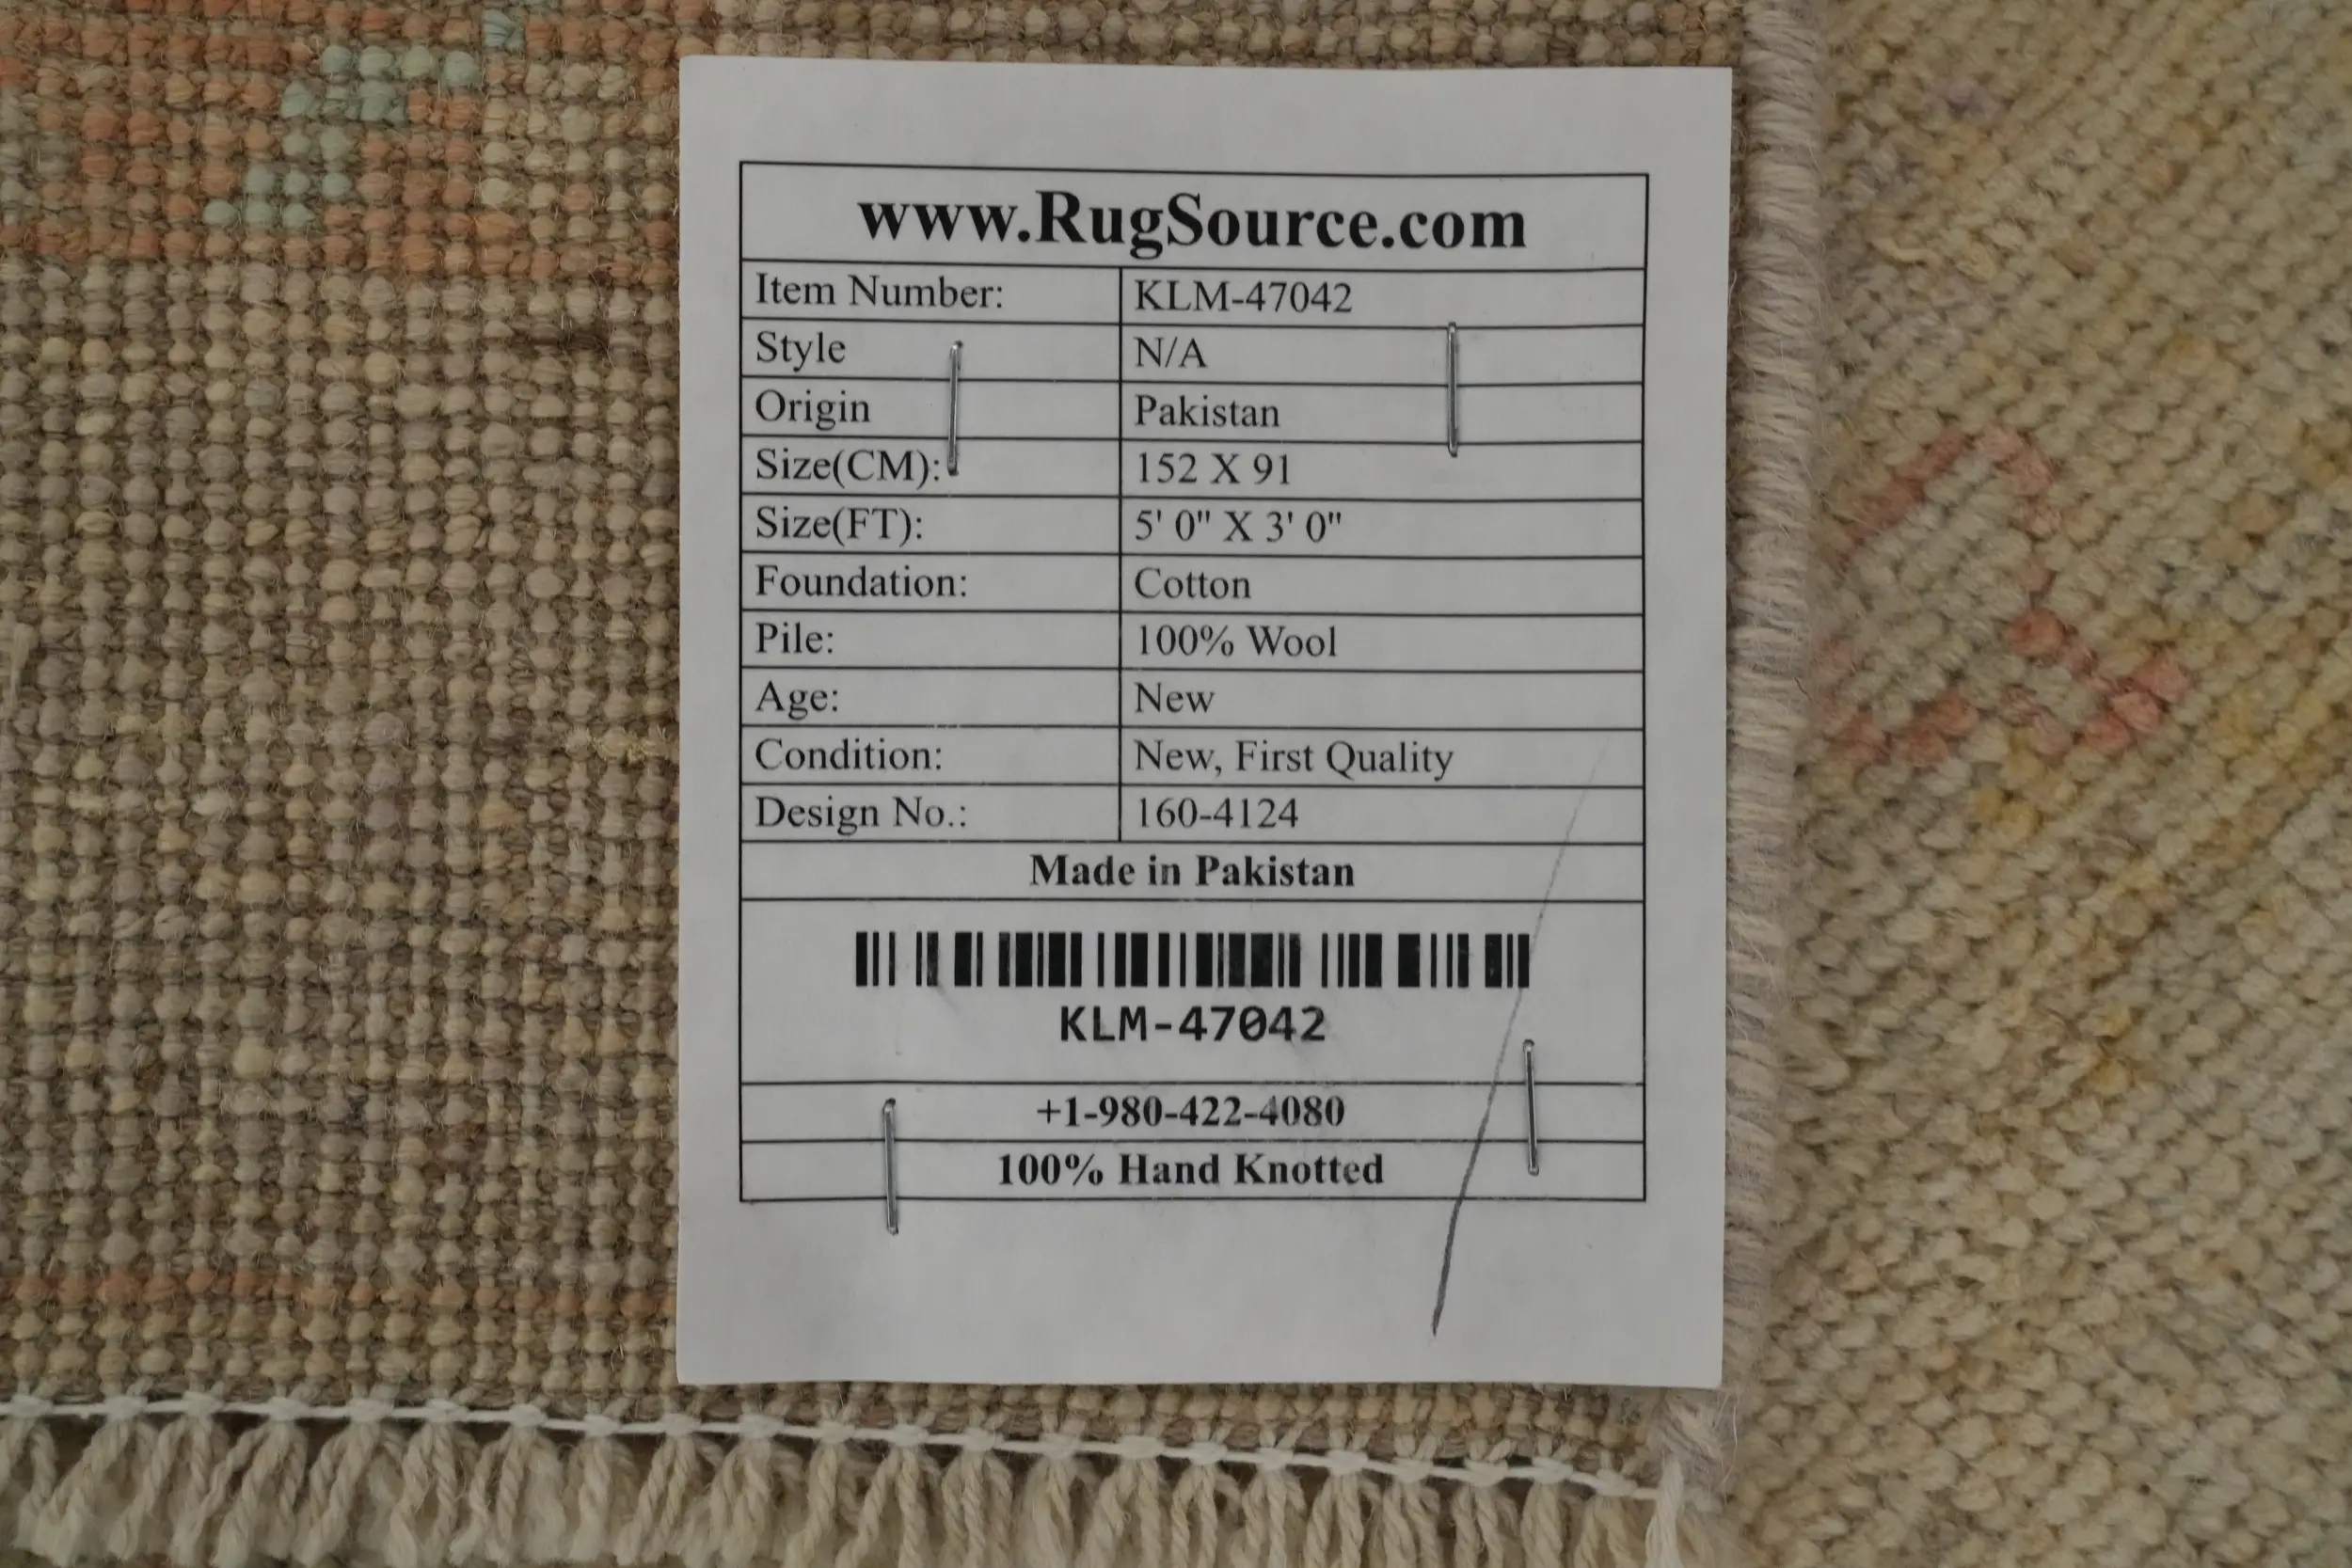 www.RugSource.com
Item Number: KLM-47042
Style N/A
Origin Pakistan
Size(CM): 152 X 91
Size(FT): 5' 0" X 3' 0"
Foundation: Cotton
Pile: 100% Wool
Age: New
Condition: New, First Quality
Design No.: 160-4124
Made in Pakistan
KLM-47042
+1-980-422-4080
100% Hand Knotted